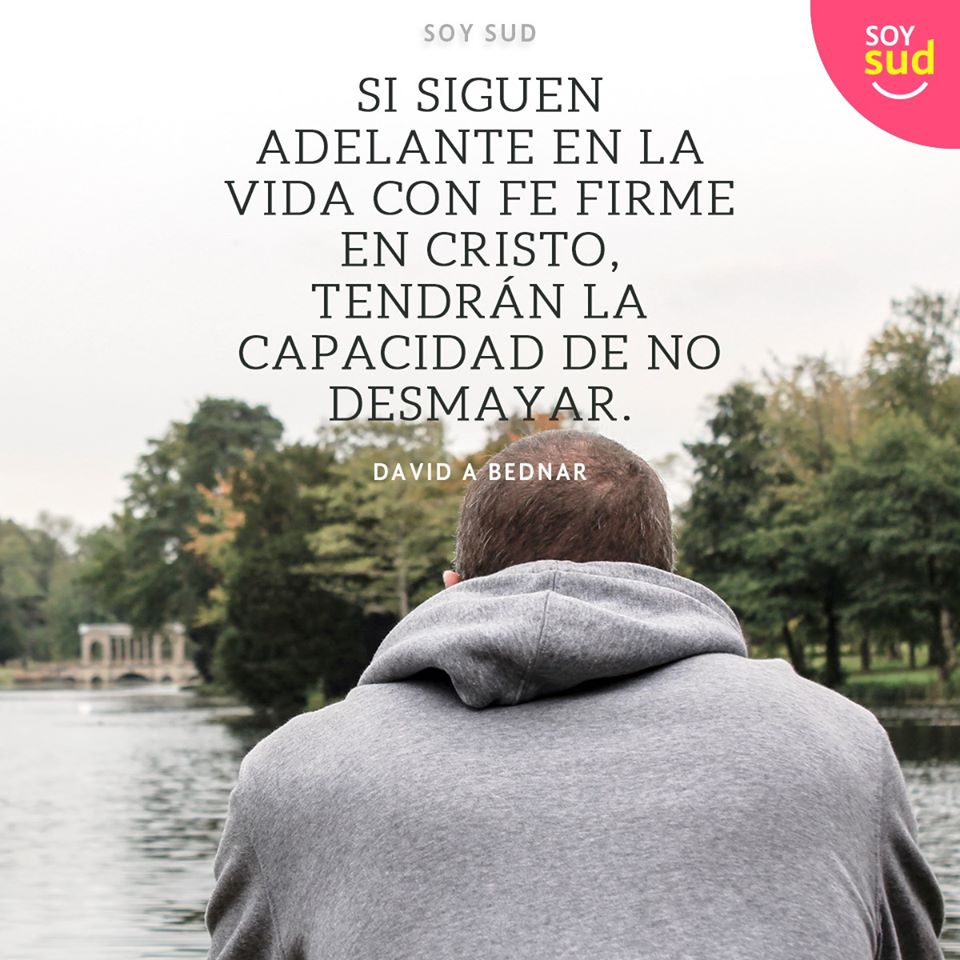 SOY SUD
SOY
sud
SI SIGUEN
ADELANTE EN LA
VIDA CON FE FIRME
EN CRISTO,
TENDRÁN LA
CAPACIDAD DE NO
DESMAYAR.
DAVID A BEDNAR